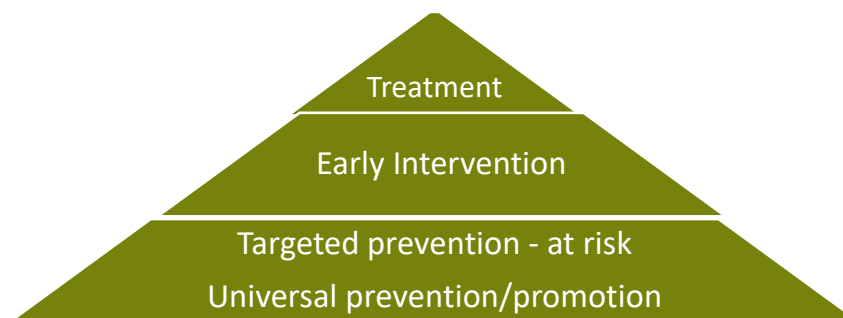 Treatment
Early Intervention
Targeted prevention - at risk
Universal prevention/promotion